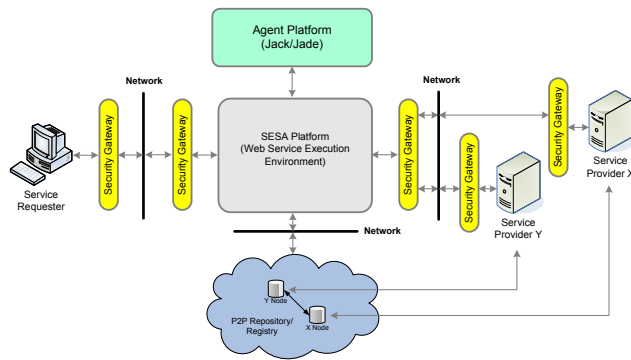 Agent Platform
(Jack/Jade)
Network
Network
Security Gateway
Security Gateway
SESA Platform
(Web Service Execution
Environment)
Security Gateway
Security Gateway
Security Gateway
Service
Requester
Service
Provider X
Service
Provider Y
Network
Y Node
X Node
P2P Repository/
Registry